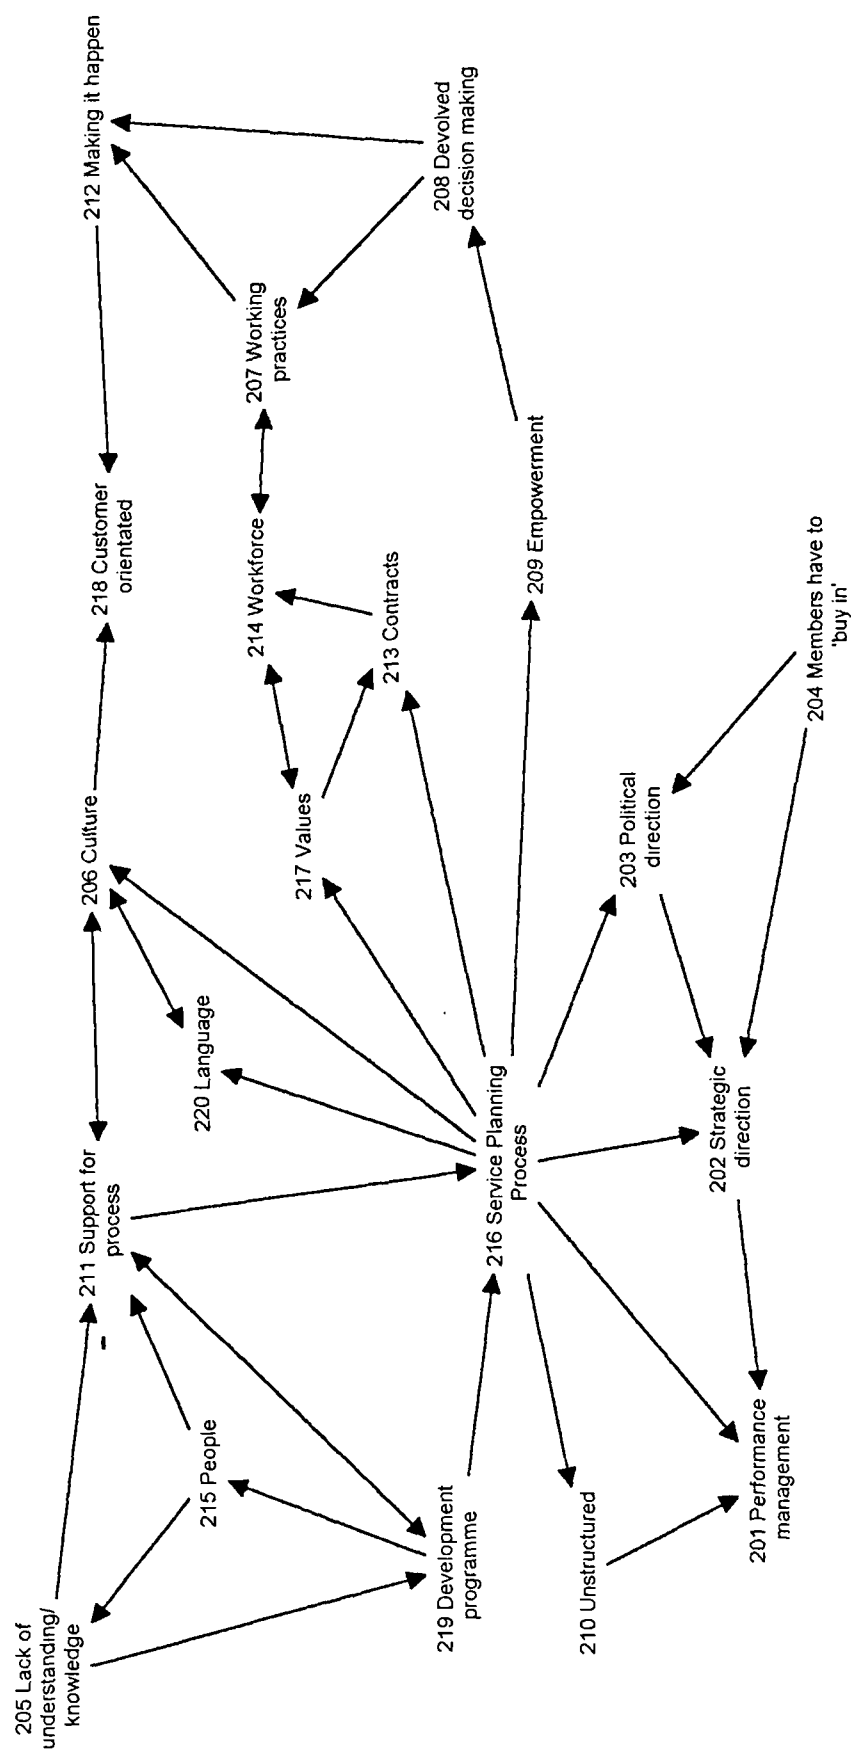 205 Lack of
understanding/
knowledge
211 Support for
process
206 Culture
218 Customer
orientated
212 Making it happen
215 People
220 Language
217 Values
214 Workforce
207 Working
practices
213 Contracts
219 Development
programme
216 Service Planning
Process
209 Empowerment
208 Devolved
decision making
210 Unstructured
203 Political
direction
201 Performance
management
202 Strategic
direction
204 Members have to
'buy in'